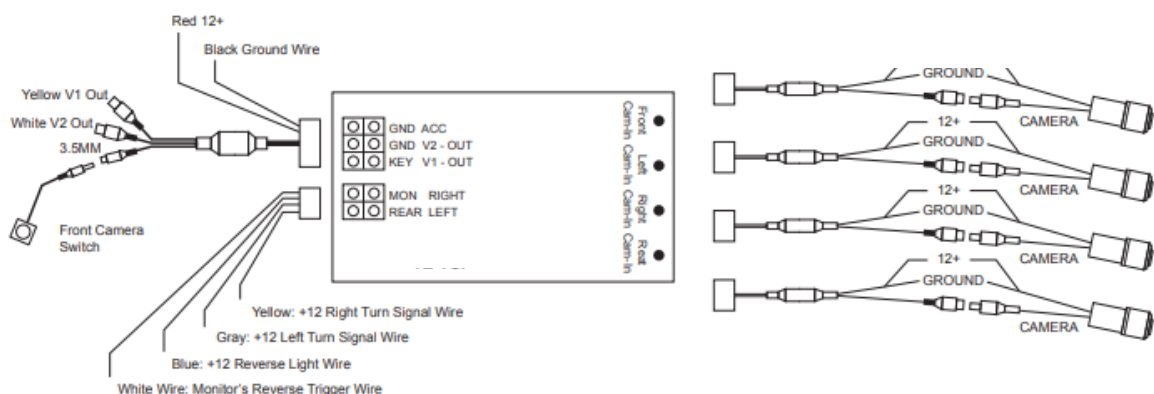 Red 12+
Black Ground Wire
Yellow V1 Out
White V2 Out
3.5MM
Front Camera
Switch
GND ACC
GND V2 - OUT
KEY V1 - OUT
MON RIGHT
REAR LEFT
Front
Cam-In
Left
Cam-In
Right
Cam-In
Reat
Cam-In
Yellow: +12 Right Turn Signal Wire
Gray: +12 Left Turn Signal Wire
Blue: +12 Reverse Light Wire
White Wire: Monitor's Reverse Trigger Wire
GROUND
CAMERA
12+
GROUND
CAMERA
12+
GROUND
CAMERA
12+
GROUND
CAMERA